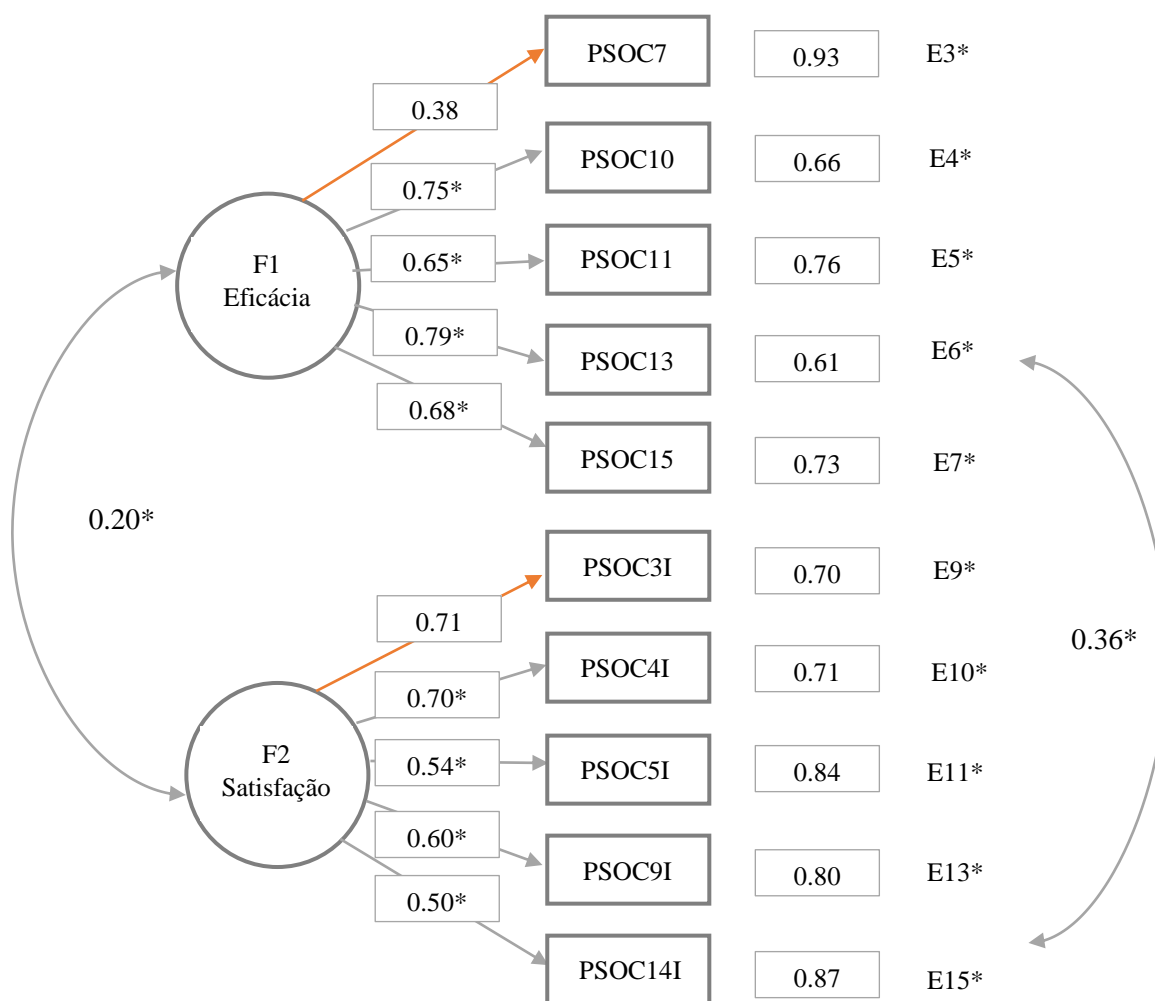 PSOC7 0.93 E3*
0.38
PSOC10 0.66 E4*
0.75*
F1
Eficácia
0.65*
PSOC11 0.76 E5*
0.79*
PSOC13 0.61 E6*
0.68*
PSOC15 0.73 E7*
0.20*
PSOC3I 0.70 E9*
0.71
0.36*
PSOC4I 0.71 E10*
0.70*
F2
Satisfação
0.54*
PSOC5I 0.84 E11*
0.60*
PSOC9I 0.80 E13*
0.50*
PSOC14I 0.87 E15*